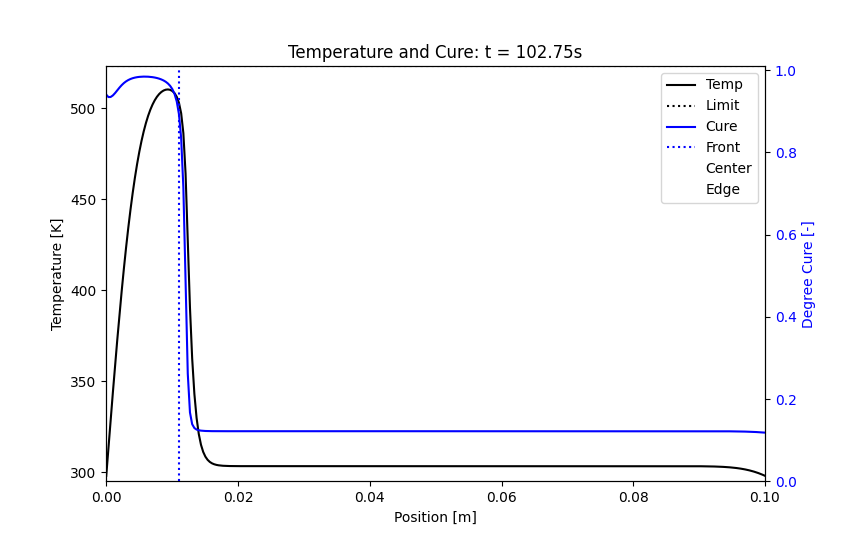 Temperature and Cure: t = 102.75s
Temp
Limit
Cure
Front
Center
Edge
Temperature [K]
500
450
400
350
300
Degree Cure [-]
1.0
0.8
0.6
0.4
0.2
0.0
0.00
0.02
0.04
0.06
0.08
0.10
Position [m]